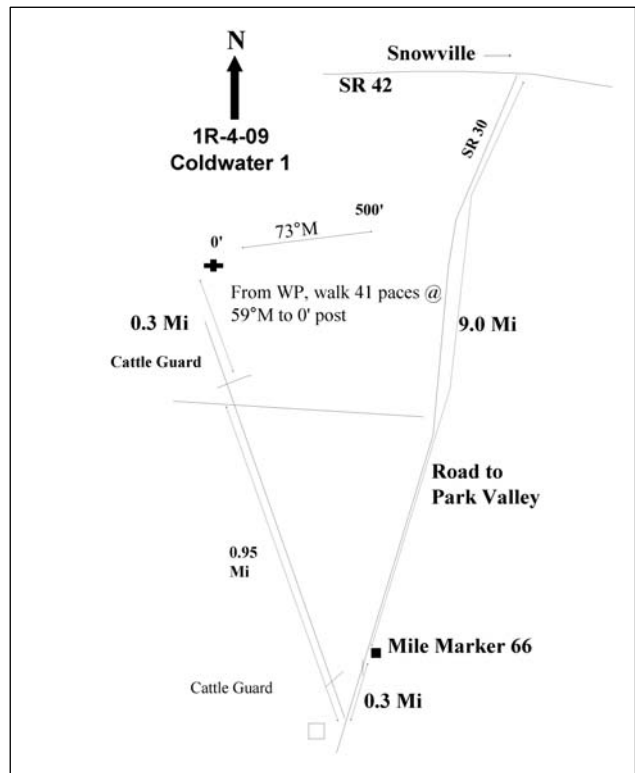 N
Snowville
SR 42
1R-4-09
Coldwater 1
SR 30
500'
73°M
0'
From WP, walk 41 paces @
59°M to 0' post
0.3 Mi
9.0 Mi
Cattle Guard
Road to
Park Valley
0.95
Mi
Mile Marker 66
Cattle Guard
0.3 Mi